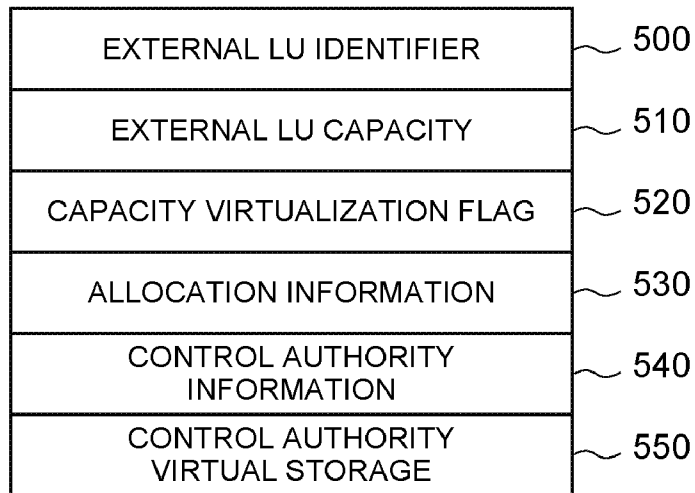 EXTERNAL LU IDENTIFIER 500
EXTERNAL LU CAPACITY 510
CAPACITY VIRTUALIZATION FLAG 520
ALLOCATION INFORMATION 530
CONTROL AUTHORITY
INFORMATION 540
CONTROL AUTHORITY
VIRTUAL STORAGE 550